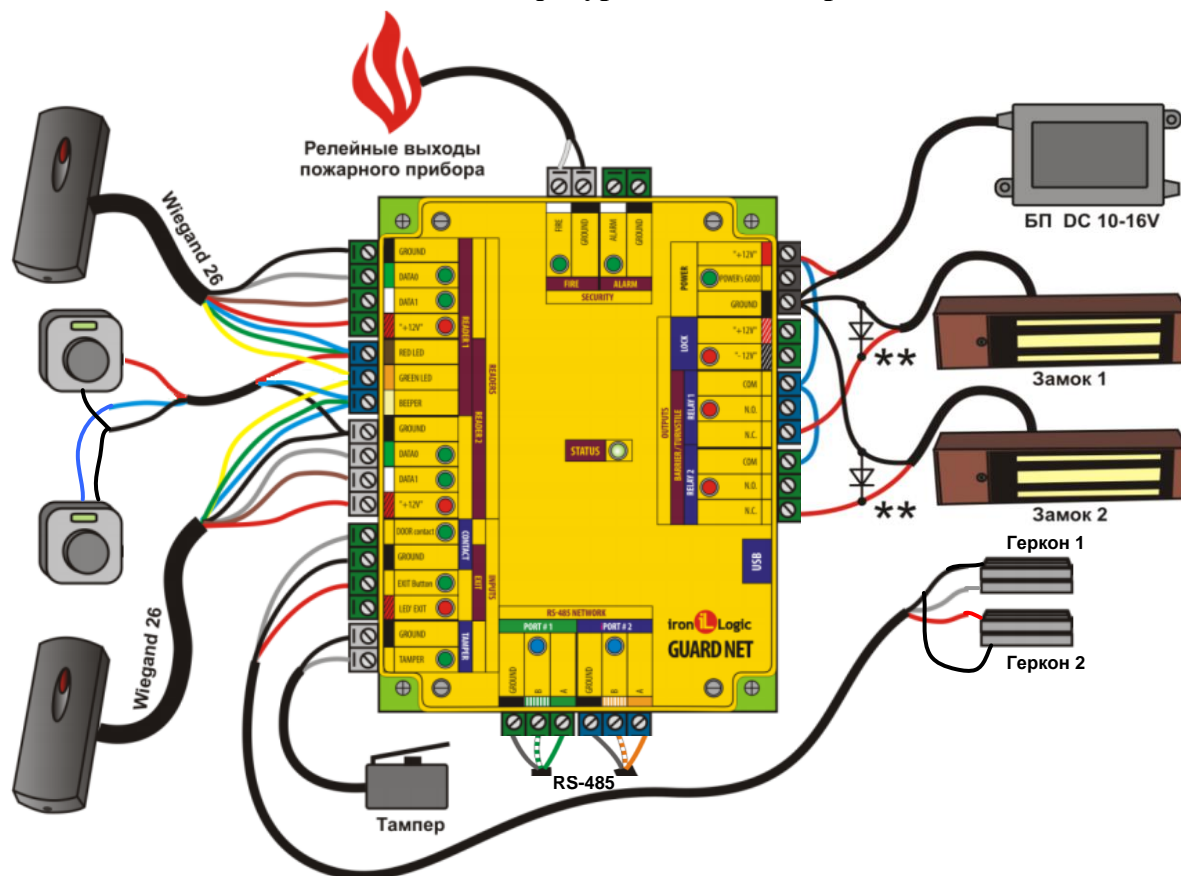 Релейные выходы
пожарного прибора
Wiegand 26
FIRE
GROUND
ALARM
GROUND
FIRE
ALARM
SECURITY
БП DC 10-16V
GROUND
DATA0
DATA1
"+12V"
RED LED
GREEN LED
BEEPER
GROUND
DATA0
DATA1
"+12V"
READER 1
READER 2
READERS
DOOR contact
GROUND
EXIT Button
LED' EXIT
GROUND
TAMPER
CONTACT
EXIT
TAMPER
INPUTS
STATUS
POWER
"+12V"
POWER's GOOD
GROUND
LOCK
"+12V"
"-12V"
OUTPUTS
BARRIER / TURNSTILE
RELAY 1
COM
N.O.
N.C.
RELAY 2
COM
N.O.
N.C.
**
Замок 1
**
Замок 2
USB
Геркон 1
Геркон 2
RS-485 NETWORK
PORT # 1
PORT # 2
GROUND
B
A
GROUND
B
A
iron Logic
GUARD NET
Wiegand 26
RS-485
Тампер